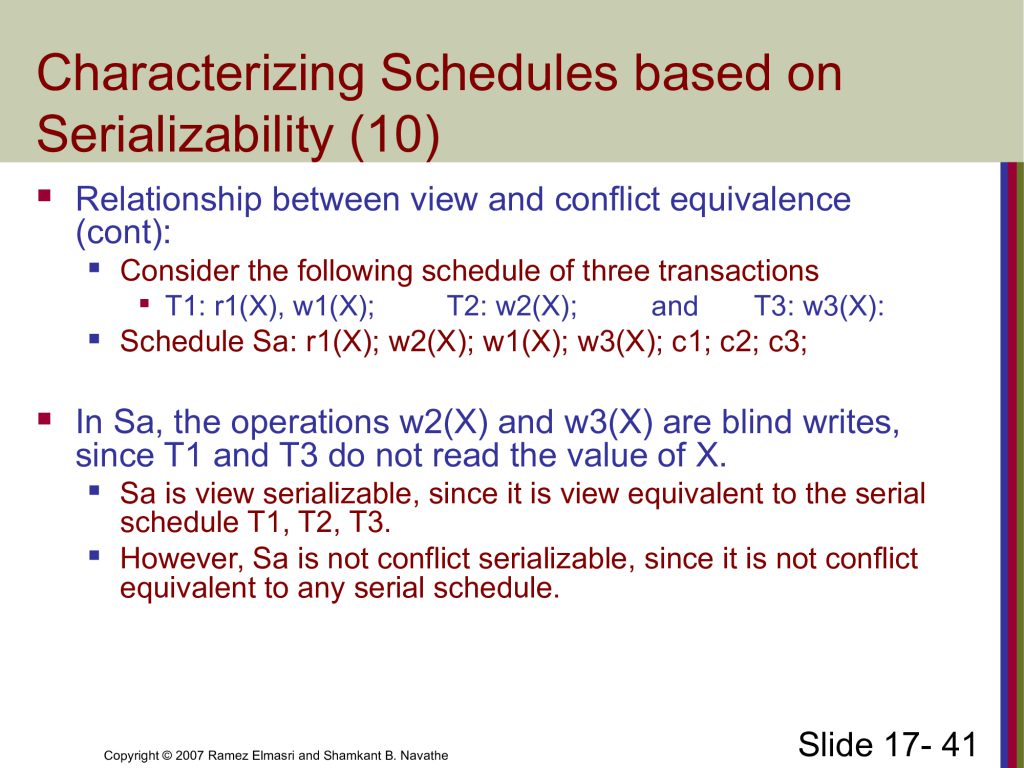 Characterizing Schedules based on
Serializability (10)
Relationship between view and conflict equivalence
(cont):
Consider the following schedule of three transactions
T1: r1(X), w1(X); T2: w2(X); and T3: w3(X):
Schedule Sa: r1(X); w2(X); w1(X); w3(X); c1; c2; c3;
In Sa, the operations w2(X) and w3(X) are blind writes,
since T1 and T3 do not read the value of X.
Sa is view serializable, since it is view equivalent to the serial
schedule T1, T2, T3.
However, Sa is not conflict serializable, since it is not conflict
equivalent to any serial schedule.
Copyright © 2007 Ramez Elmasri and Shamkant B. Navathe
Slide 17- 41